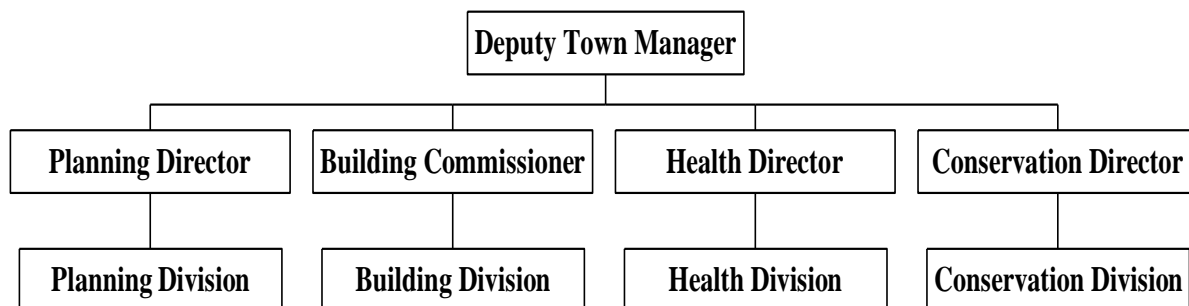 Deputy Town Manager
Planning Director
Building Commissioner
Health Director
Conservation Director
Planning Division
Building Division
Health Division
Conservation Division